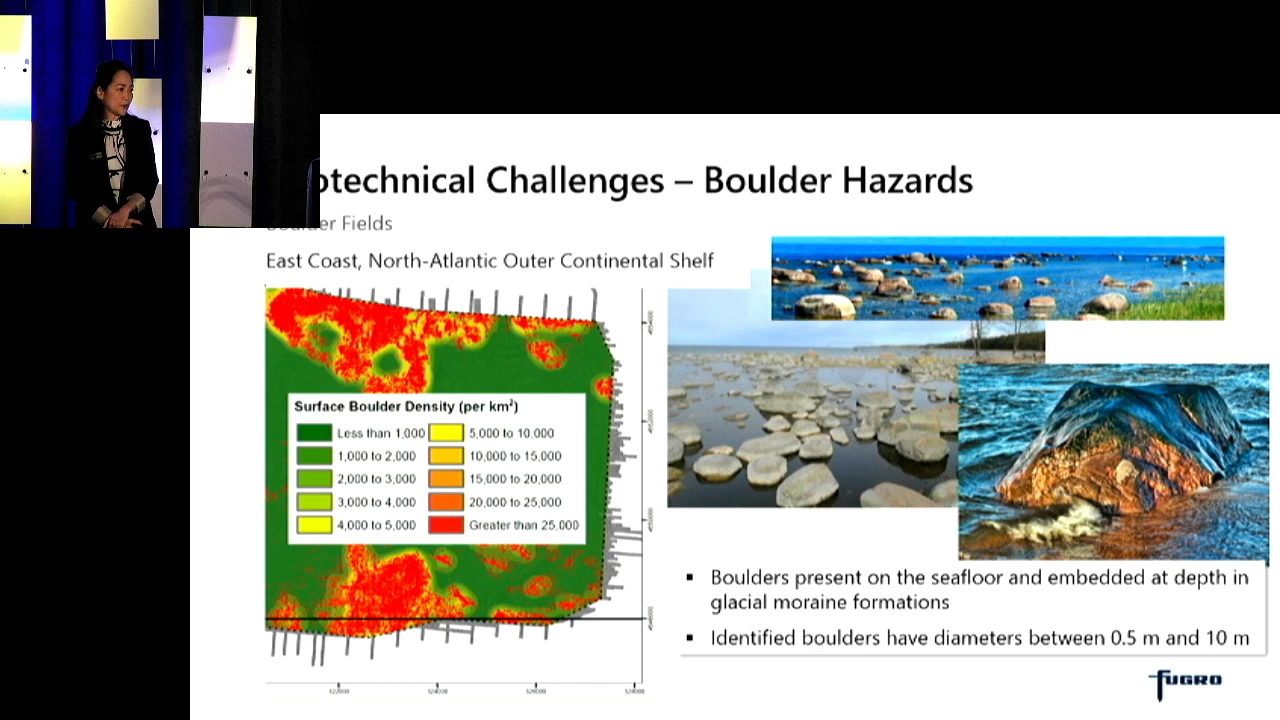 otechnical Challenges – Boulder Hazards
Boulder Fields
East Coast, North-Atlantic Outer Continental Shelf
Surface Boulder Density (per km²)
Less than 1,000
5,000 to 10,000
1,000 to 2,000
10,000 to 15,000
2,000 to 3,000
15,000 to 20,000
3,000 to 4,000
20,000 to 25,000
4,000 to 5,000
Greater than 25,000
▪ Boulders present on the seafloor and embedded at depth in
glacial moraine formations
▪ Identified boulders have diameters between 0.5 m and 10 m
FUGRO